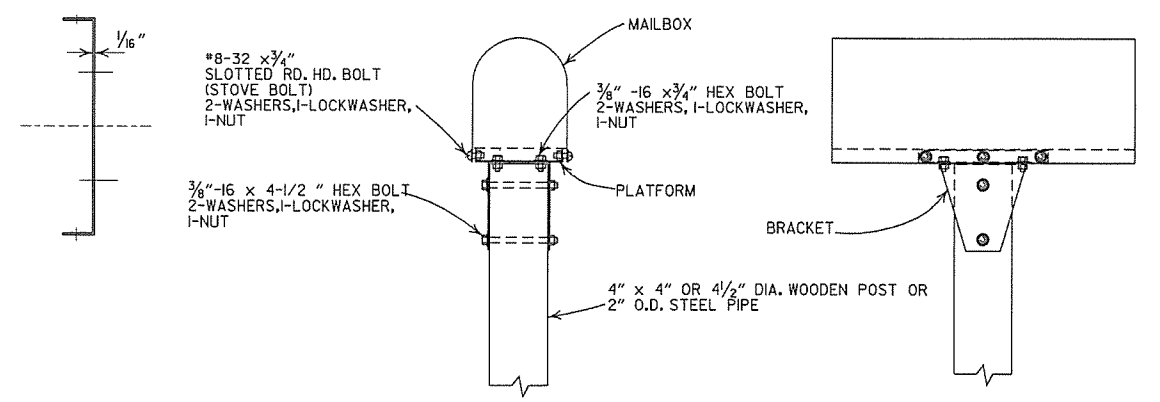 1/16"
MAILBOX
#8-32 x3/4"
SLOTTED RD. HD. BOLT
(STOVE BOLT)
2-WASHERS,1-LOCKWASHER,
1-NUT
3/8" -16 x3/4" HEX BOLT
2-WASHERS, 1-LOCKWASHER,
1-NUT
PLATFORM
3/8"-16 x 4-1/2 " HEX BOLT
2-WASHERS,1-LOCKWASHER,
1-NUT
BRACKET
4" x 4" OR 4 1/2" DIA. WOODEN POST OR
2" O.D. STEEL PIPE